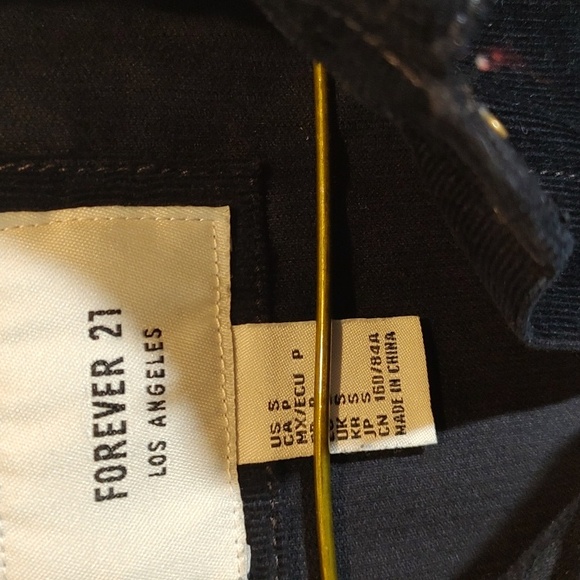 FOREVER 21
LOS ANGELES
US S
CA P
MX/ECU P
UK S
KR S
JP S
CN 160/84A
MADE IN CHINA